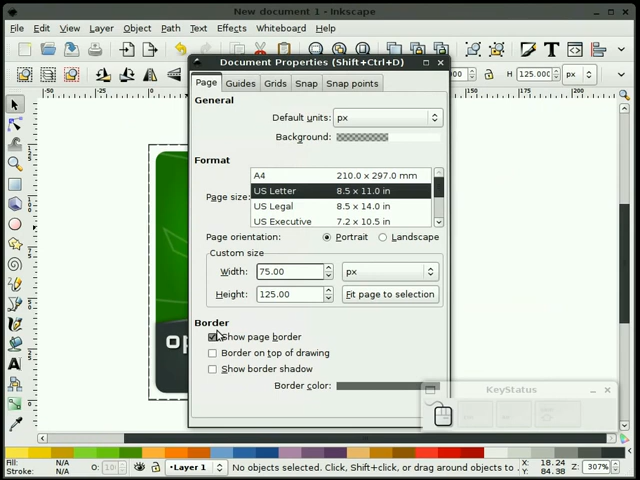 New document 1 - Inkscape
File Edit View Layer Object Path Text Effects Whiteboard Help
Document Properties (Shift+Ctrl+D)
H 125.000 px
Page Guides Grids Snap Snap points
-50 0 150 200
General
Default units: px
Background:
Format
Page size:
A4 210.0 x 297.0 mm
US Letter 8.5 x 11.0 in
US Legal 8.5 x 14.0 in
US Executive 7.2 x 10.5 in
Page orientation: Portrait Landscape
Custom size
Width: 75.00 px
Height: 125.00 Fit page to selection
Border
Show page border
op
Border on top of drawing
Show border shadow
Border color:
KeyStatus
Fill: N/A
Stroke: N/A
O:
Layer 1
No objects selected. Click, Shift+click, or drag around objects to
X: 18.24
Y: 84.38
Z: 307%